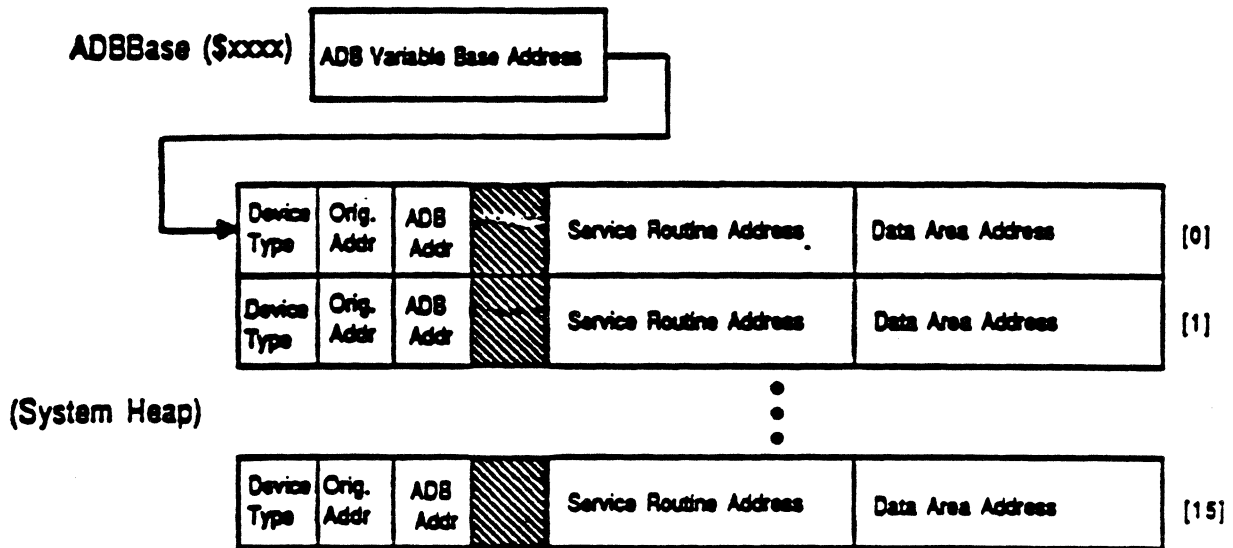 ADBBase ($xxxx)
ADB Variable Base Address
Device Type
Orig. Addr
ADB Addr
Service Routine Address
Data Area Address
[0]
Device Type
Orig. Addr
ADB Addr
Service Routine Address
Data Area Address
[1]
(System Heap)
Device Type
Orig. Addr
ADB Addr
Service Routine Address
Data Area Address
[15]